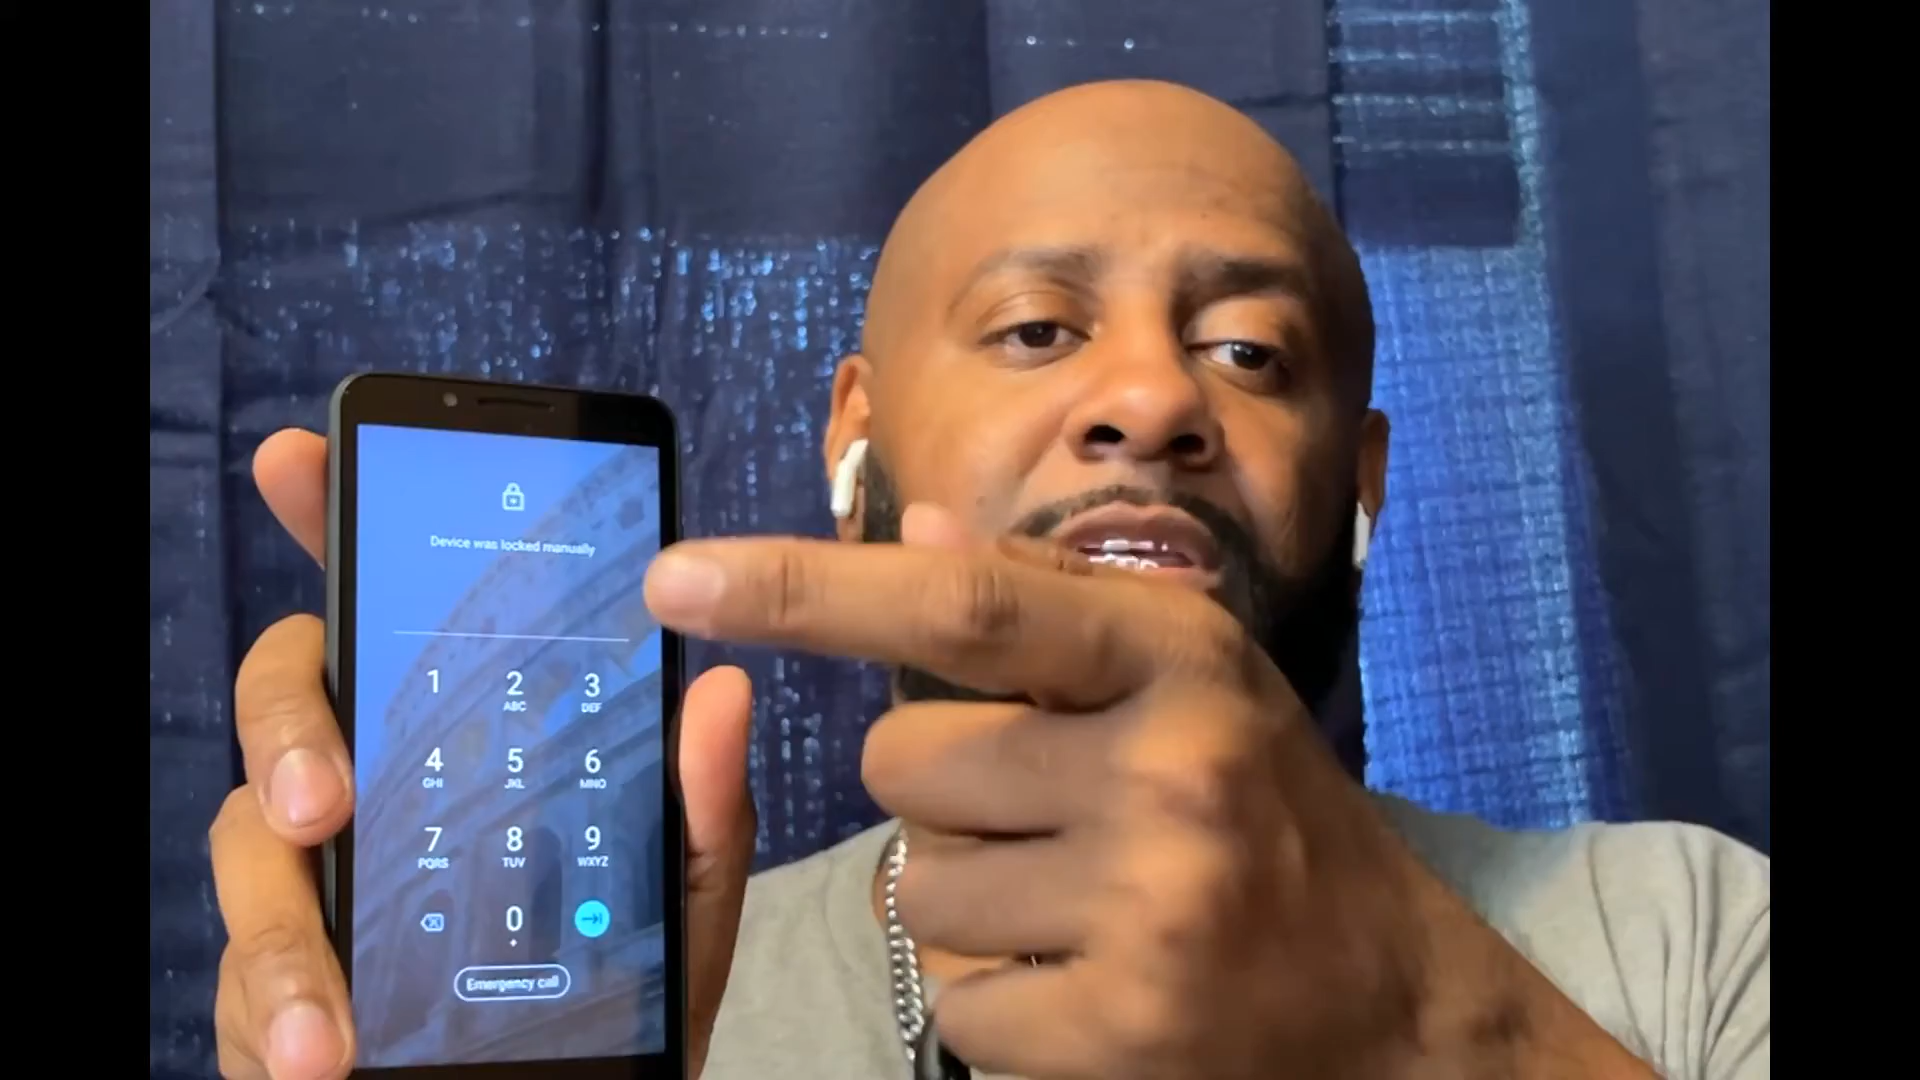 Device was locked manually
1 2 3
ABC DEF
4 5 6
GHI JKL MNO
7 8 9
PQRS TUV WXYZ
0
+
Emergency call